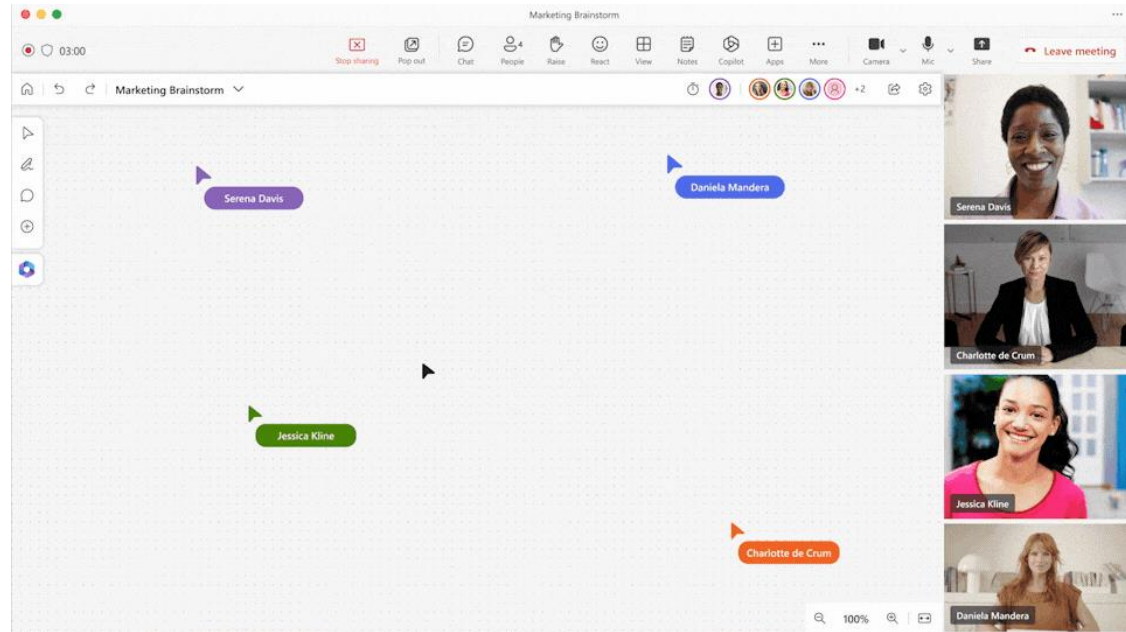 Marketing Brainstorm
03:00
Stop sharing
Pop out
Chat
4
People
Raise
React
View
Notes
Copilot
Apps
More
Camera
Mic
Share
Leave meeting
Marketing Brainstorm
+2
Serena Davis
Daniela Mandera
Jessica Kline
Charlotte de Crum
100%
Serena Davis
Charlotte de Crum
Jessica Kline
Daniela Mandera